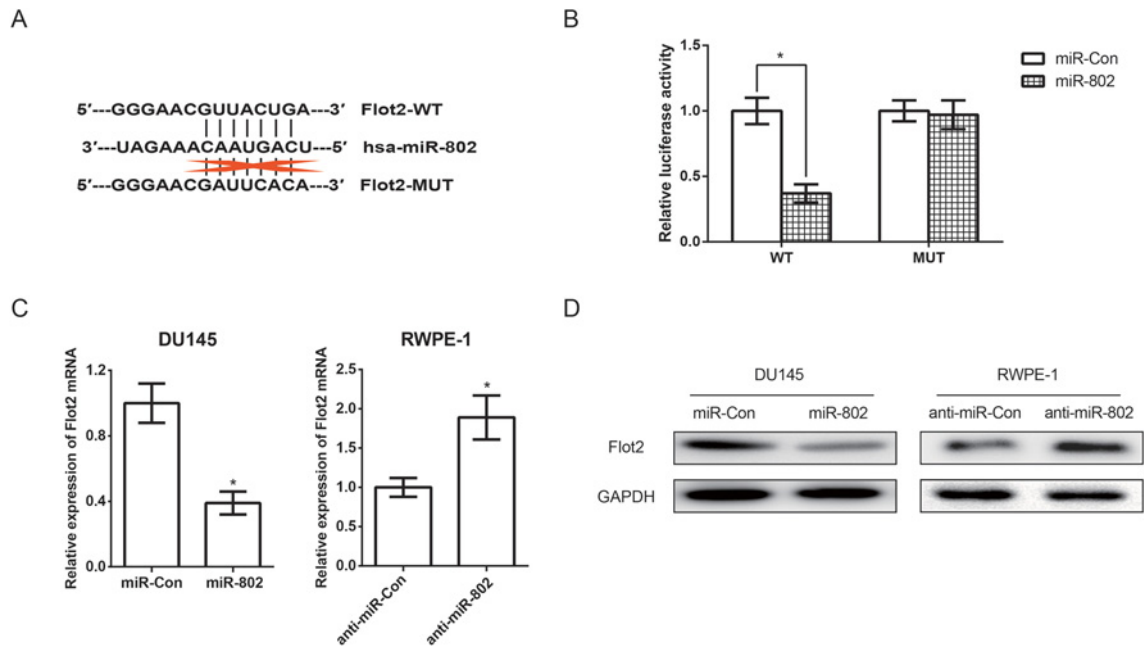 A
5′---GGGAACGUUACUGA---3′ Flot2-WT
3′---UAGAAACAAUGACU---5′ hsa-miR-802
5′---GGGAACGAUUCACA---3′ Flot2-MUT
B
Relative luciferase activity
1.5
1.0
0.5
0.0
*
WT
MUT
miR-Con
miR-802
C
DU145
Relative expression of Flot2 mRNA
1.2
0.8
0.4
0.0
*
miR-Con
miR-802
RWPE-1
Relative expression of Flot2 mRNA
2.5
2.0
1.5
1.0
0.5
0.0
*
anti-miR-Con
anti-miR-802
D
DU145
RWPE-1
miR-Con miR-802 anti-miR-Con anti-miR-802
Flot2
GAPDH